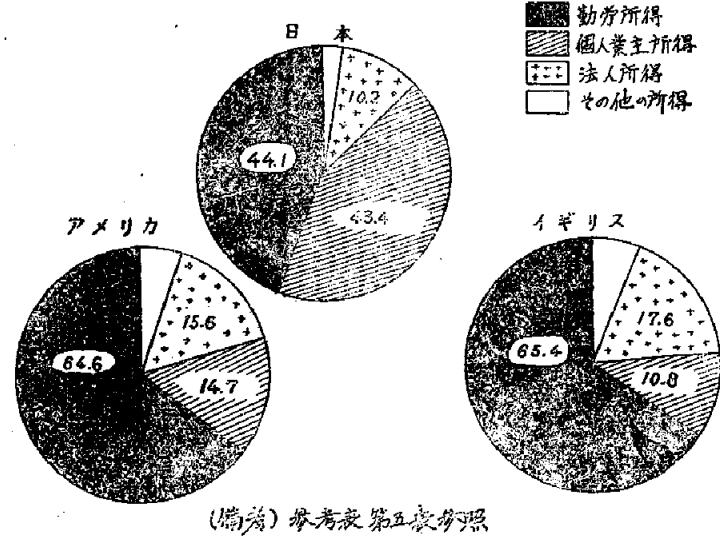 勤労所得
個人業主所得
法人所得
その他の所得
日本
10.2
44.1
43.4
アメリカ
15.6
64.6
14.7
イギリス
17.6
65.4
10.8
(備考) 参考表第五表参照